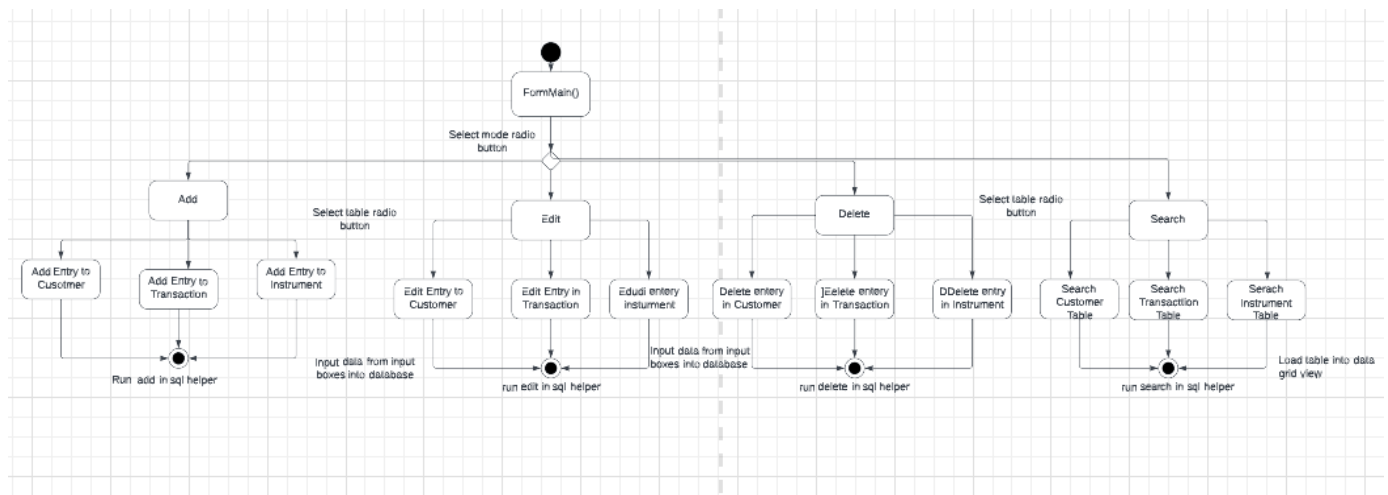 FormMain()
Select mode radio
button
Add
Select table radio
button
Edit
Delete
Select table radio
button
Search
Add Entry to
Cusotmer
Add Entry to
Transaction
Add Entry to
Instrument
Edit Entry to
Customer
Edit Entry in
Transaction
Edudi entery
insturment
Delete entery
in Customer
]Eelete entery
in Transaction
DDelete entry
in Instrument
Search
Customer
Table
Search
Transaction
Table
Serach
Instrument
Table
Run add in sql helper
Input data from input
boxes into database
run edit in sql helper
Input data from input
boxes into database
run delete in sql helper
run search in sql helper
Load table into data
grid view